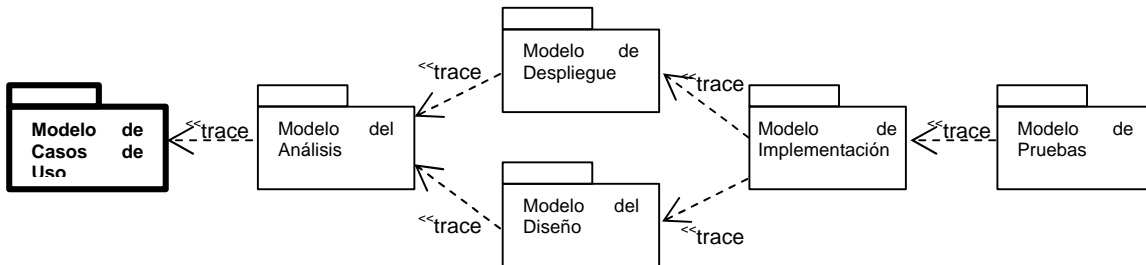 Modelo de
Casos de
Uso
<<trace
Modelo del
Análisis
<<trace
Modelo de
Despliegue
<<trace
Modelo del
Diseño
<<trace
<<trace
Modelo de
Implementación
<<trace
Modelo de
Pruebas